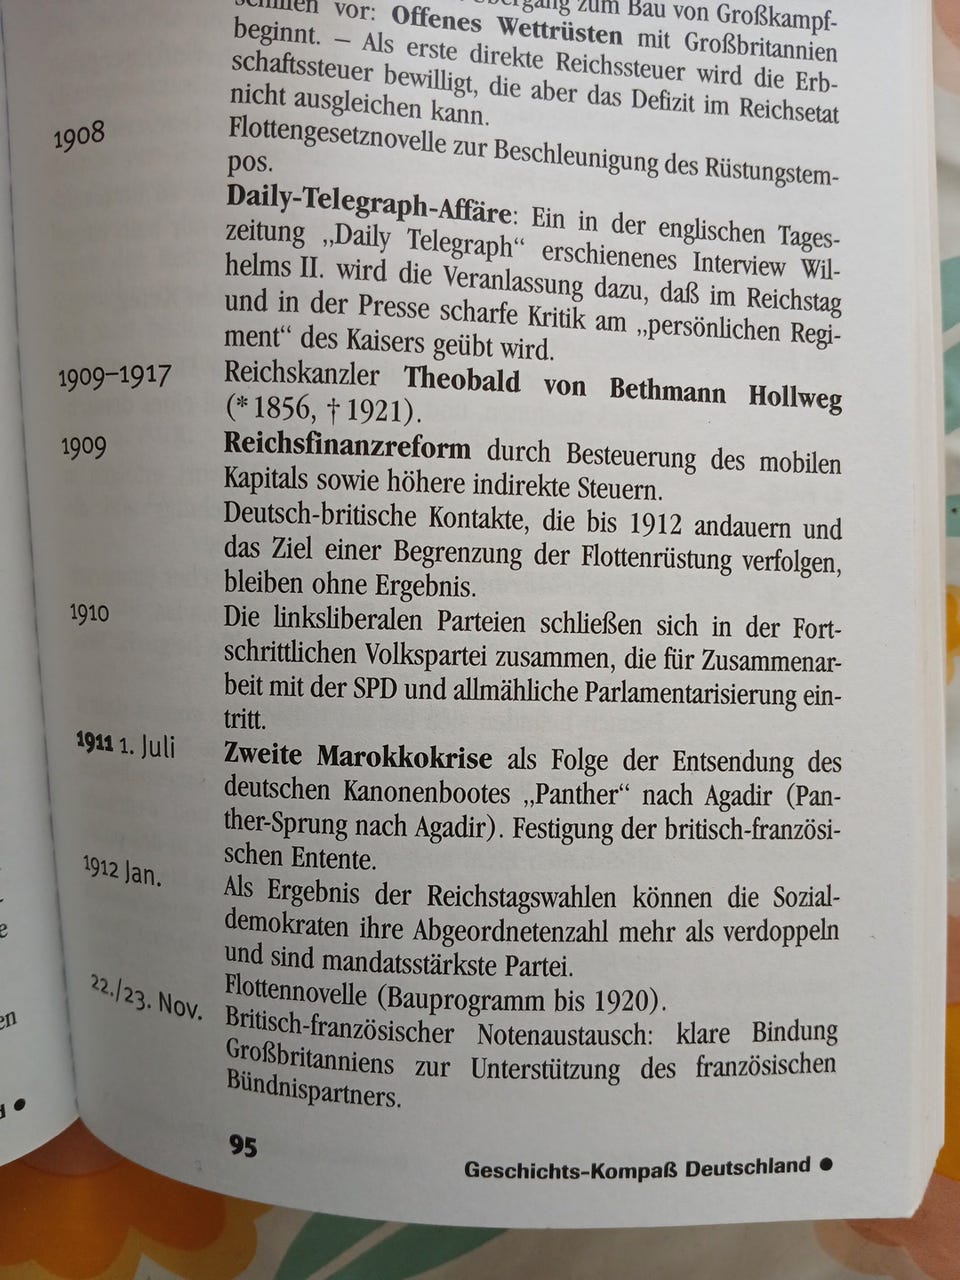 vor: Offenes Wettrüsten mit Großbritannien
zum Bau von Großkampf-
beginnt. – Als erste direkte Reichssteuer wird die Erb-
schaftssteuer bewilligt, die aber das Defizit im Reichsetat
nicht ausgleichen kann.
1908 Flottengesetznovelle zur Beschleunigung des Rüstungstem-
pos.
Daily-Telegraph-Affäre: Ein in der englischen Tages-
zeitung „Daily Telegraph“ erschienenes Interview Wil-
helms II. wird die Veranlassung dazu, daß im Reichstag
und in der Presse scharfe Kritik am „persönlichen Regi-
ment“ des Kaisers geübt wird.
1909–1917 Reichskanzler Theobald von Bethmann Hollweg
(* 1856, † 1921).
1909 Reichsfinanzreform durch Besteuerung des mobilen
Kapitals sowie höhere indirekte Steuern.
Deutsch-britische Kontakte, die bis 1912 andauern und
das Ziel einer Begrenzung der Flottenrüstung verfolgen,
bleiben ohne Ergebnis.
1910 Die linksliberalen Parteien schließen sich in der Fort-
schrittlichen Volkspartei zusammen, die für Zusammenar-
beit mit der SPD und allmähliche Parlamentarisierung ein-
tritt.
1911 1. Juli Zweite Marokkokrise als Folge der Entsendung des
deutschen Kanonenbootes „Panther“ nach Agadir (Pan-
ther-Sprung nach Agadir). Festigung der britisch-französi-
schen Entente.
1912 Jan. Als Ergebnis der Reichstagswahlen können die Sozial-
demokraten ihre Abgeordnetenzahl mehr als verdoppeln
und sind mandatsstärkste Partei.
Flottennovelle (Bauprogramm bis 1920).
22./23. Nov. Britisch-französischer Notenaustausch: klare Bindung
Großbritanniens zur Unterstützung des französischen
Bündnispartners.
95
Geschichts-Kompaß Deutschland ●